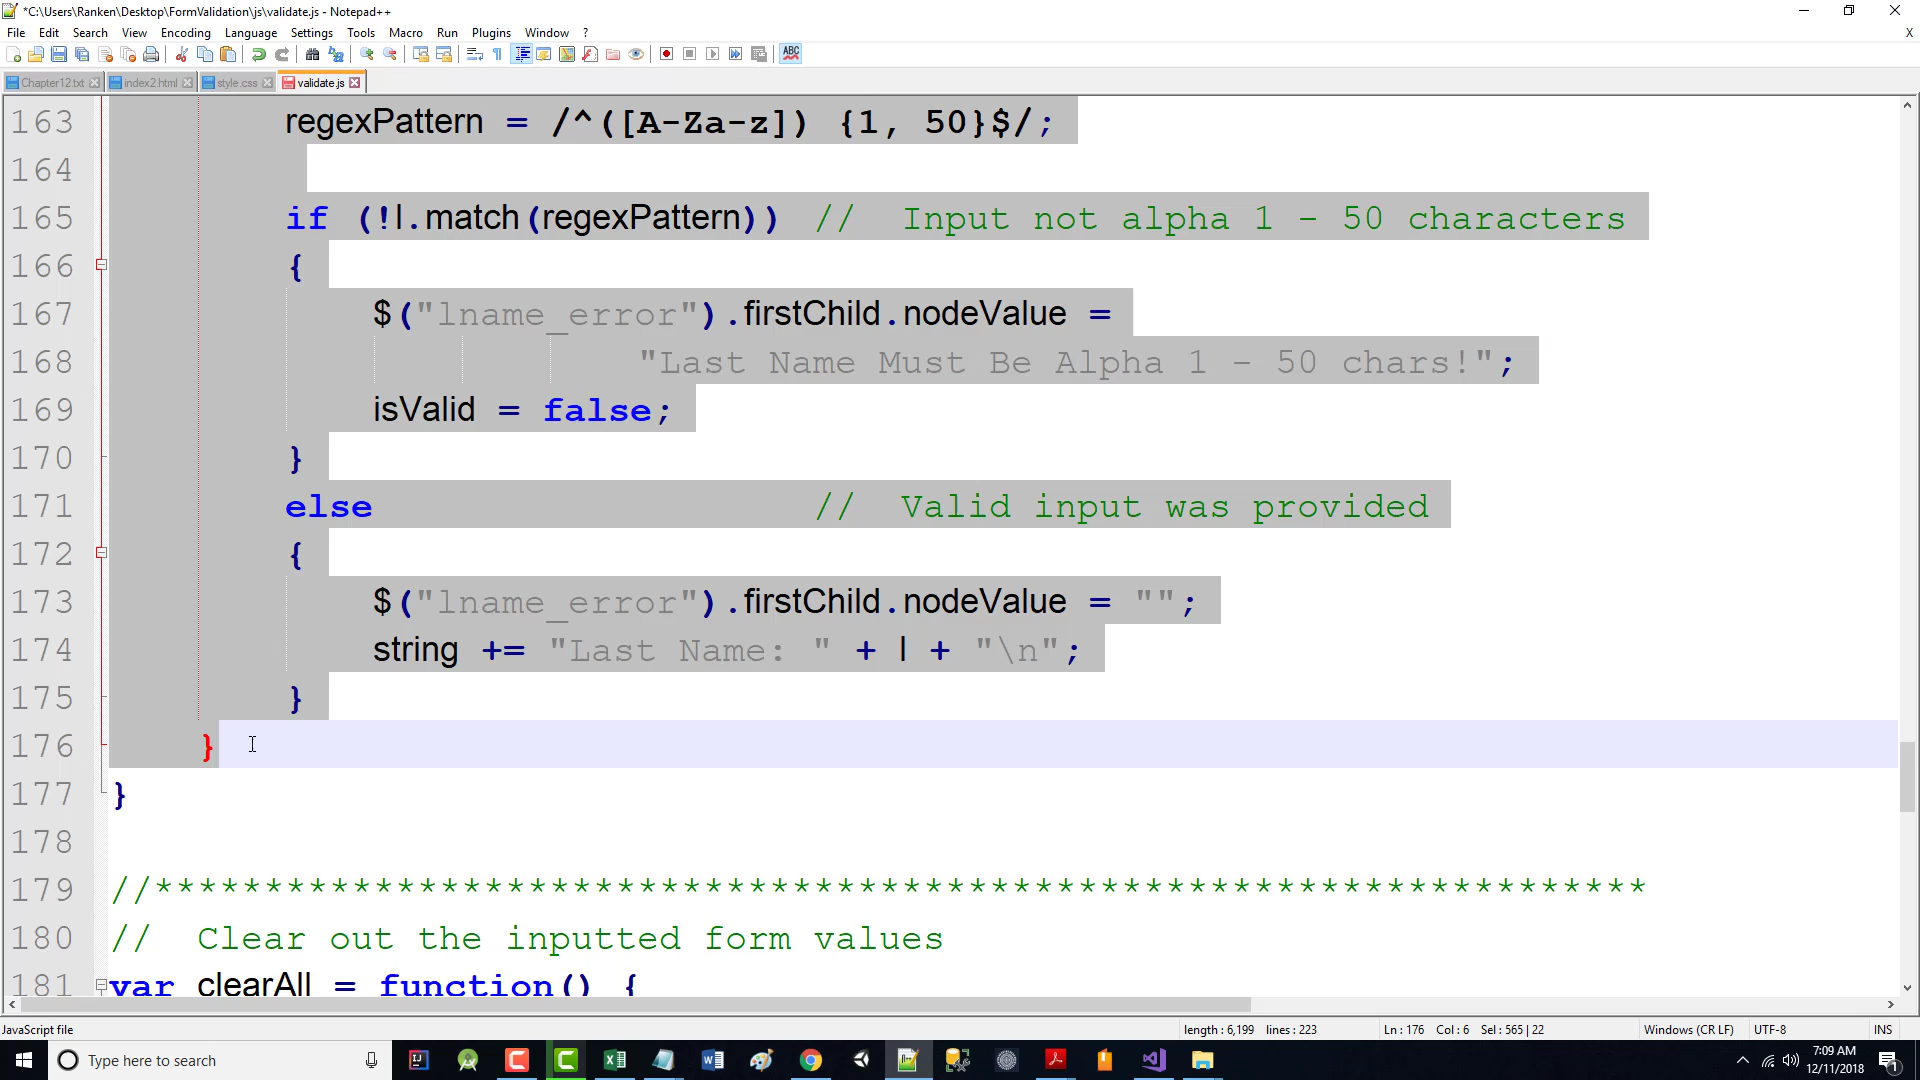 *C:\Users\Ranken\Desktop\FormValidation\js\validate.js - Notepad++
File Edit Search View Encoding Language Settings Tools Macro Run Plugins Window ? X
Chapter12.txt index2.html style.css validate.js
163 regexPattern = /^([A-Za-z]) {1, 50}$/;
164
165 if (!l.match(regexPattern)) // Input not alpha 1 - 50 characters
166 {
167 $("lname_error").firstChild.nodeValue =
168 "Last Name Must Be Alpha 1 - 50 chars!";
169 isValid = false;
170 }
171 else // Valid input was provided
172 {
173 $("lname_error").firstChild.nodeValue = "";
174 string += "Last Name: " + l + "\n";
175 }
176 }
177 }
178
179 //********************************************************************
180 // Clear out the inputted form values
181 var clearAll = function() {
JavaScript file length : 6,199 lines : 223 Ln : 176 Col : 6 Sel : 565 | 22 Windows (CR LF) UTF-8 INS
Type here to search 7:09 AM
12/11/2018